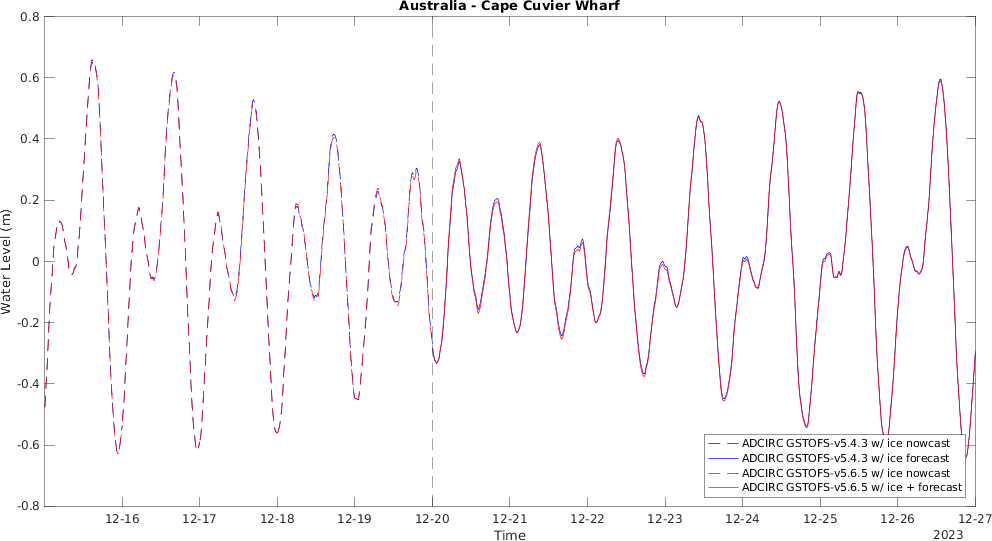 Australia - Cape Cuvier Wharf
0.8
0.6
0.4
0.2
0
-0.2
-0.4
-0.6
-0.8
Water Level (m)
ADCIRC GSTOFS-v5.4.3 w/ ice nowcast
ADCIRC GSTOFS-v5.4.3 w/ ice forecast
ADCIRC GSTOFS-v5.6.5 w/ ice nowcast
ADCIRC GSTOFS-v5.6.5 w/ ice + forecast
12-16 12-17 12-18 12-19 12-20 12-21 12-22 12-23 12-24 12-25 12-26 12-27
Time
2023